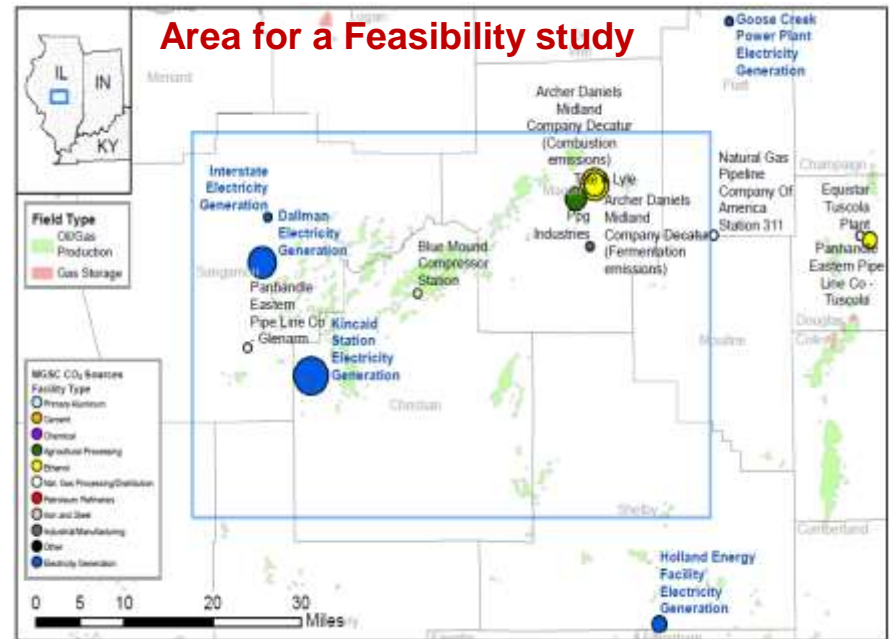 Area for a Feasibility study
Logan
Menard
IL
IN
KY
Goose Creek
Power Plant
Electricity
Generation
Piatt
Archer Daniels
Midland
Company Decatur
(Combustion
emissions)
Lyle
Macon
Ppg
Industries
Archer Daniels
Midland
Company Decatur
(Fermentation
emissions)
Natural Gas
Pipeline
Company Of
America
Station 311
Champaign
Equistar
Tuscola
Plant
Panhandle
Eastern Pipe
Line Co -
Tuscola
Douglas
Coles
Moultrie
Interstate
Electricity
Generation
Dallman
Electricity
Generation
Sangamon
Panhandle
Eastern
Pipe Line Co
- Glenarm
Blue Mound
Compressor
Station
Kincaid
Station
Electricity
Generation
Christian
Shelby
Cumberland
Holland Energy
Facility
Electricity
Generation
Field Type
Oil/Gas
Production
Gas Storage
MGSC CO₂ Sources
Facility Type
Primary Aluminum
Cement
Chemical
Agricultural Processing
Ethanol
Nat. Gas Processing/Distribution
Petroleum Refineries
Iron and Steel
Industrial/Manufacturing
Other
Electricity Generation
0 5 10 20 30
Miles